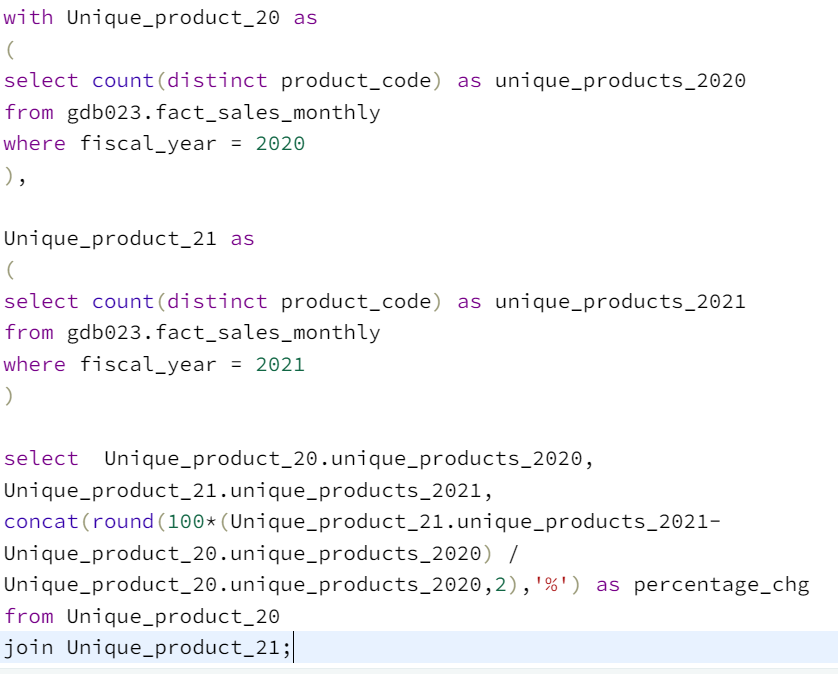 with Unique_product_20 as
(
select count(distinct product_code) as unique_products_2020
from gdb023.fact_sales_monthly
where fiscal_year = 2020
),
Unique_product_21 as
(
select count(distinct product_code) as unique_products_2021
from gdb023.fact_sales_monthly
where fiscal_year = 2021
)
select  Unique_product_20.unique_products_2020,
Unique_product_21.unique_products_2021,
concat(round(100*(Unique_product_21.unique_products_2021-
Unique_product_20.unique_products_2020) /
Unique_product_20.unique_products_2020,2),'%') as percentage_chg
from Unique_product_20
join Unique_product_21;